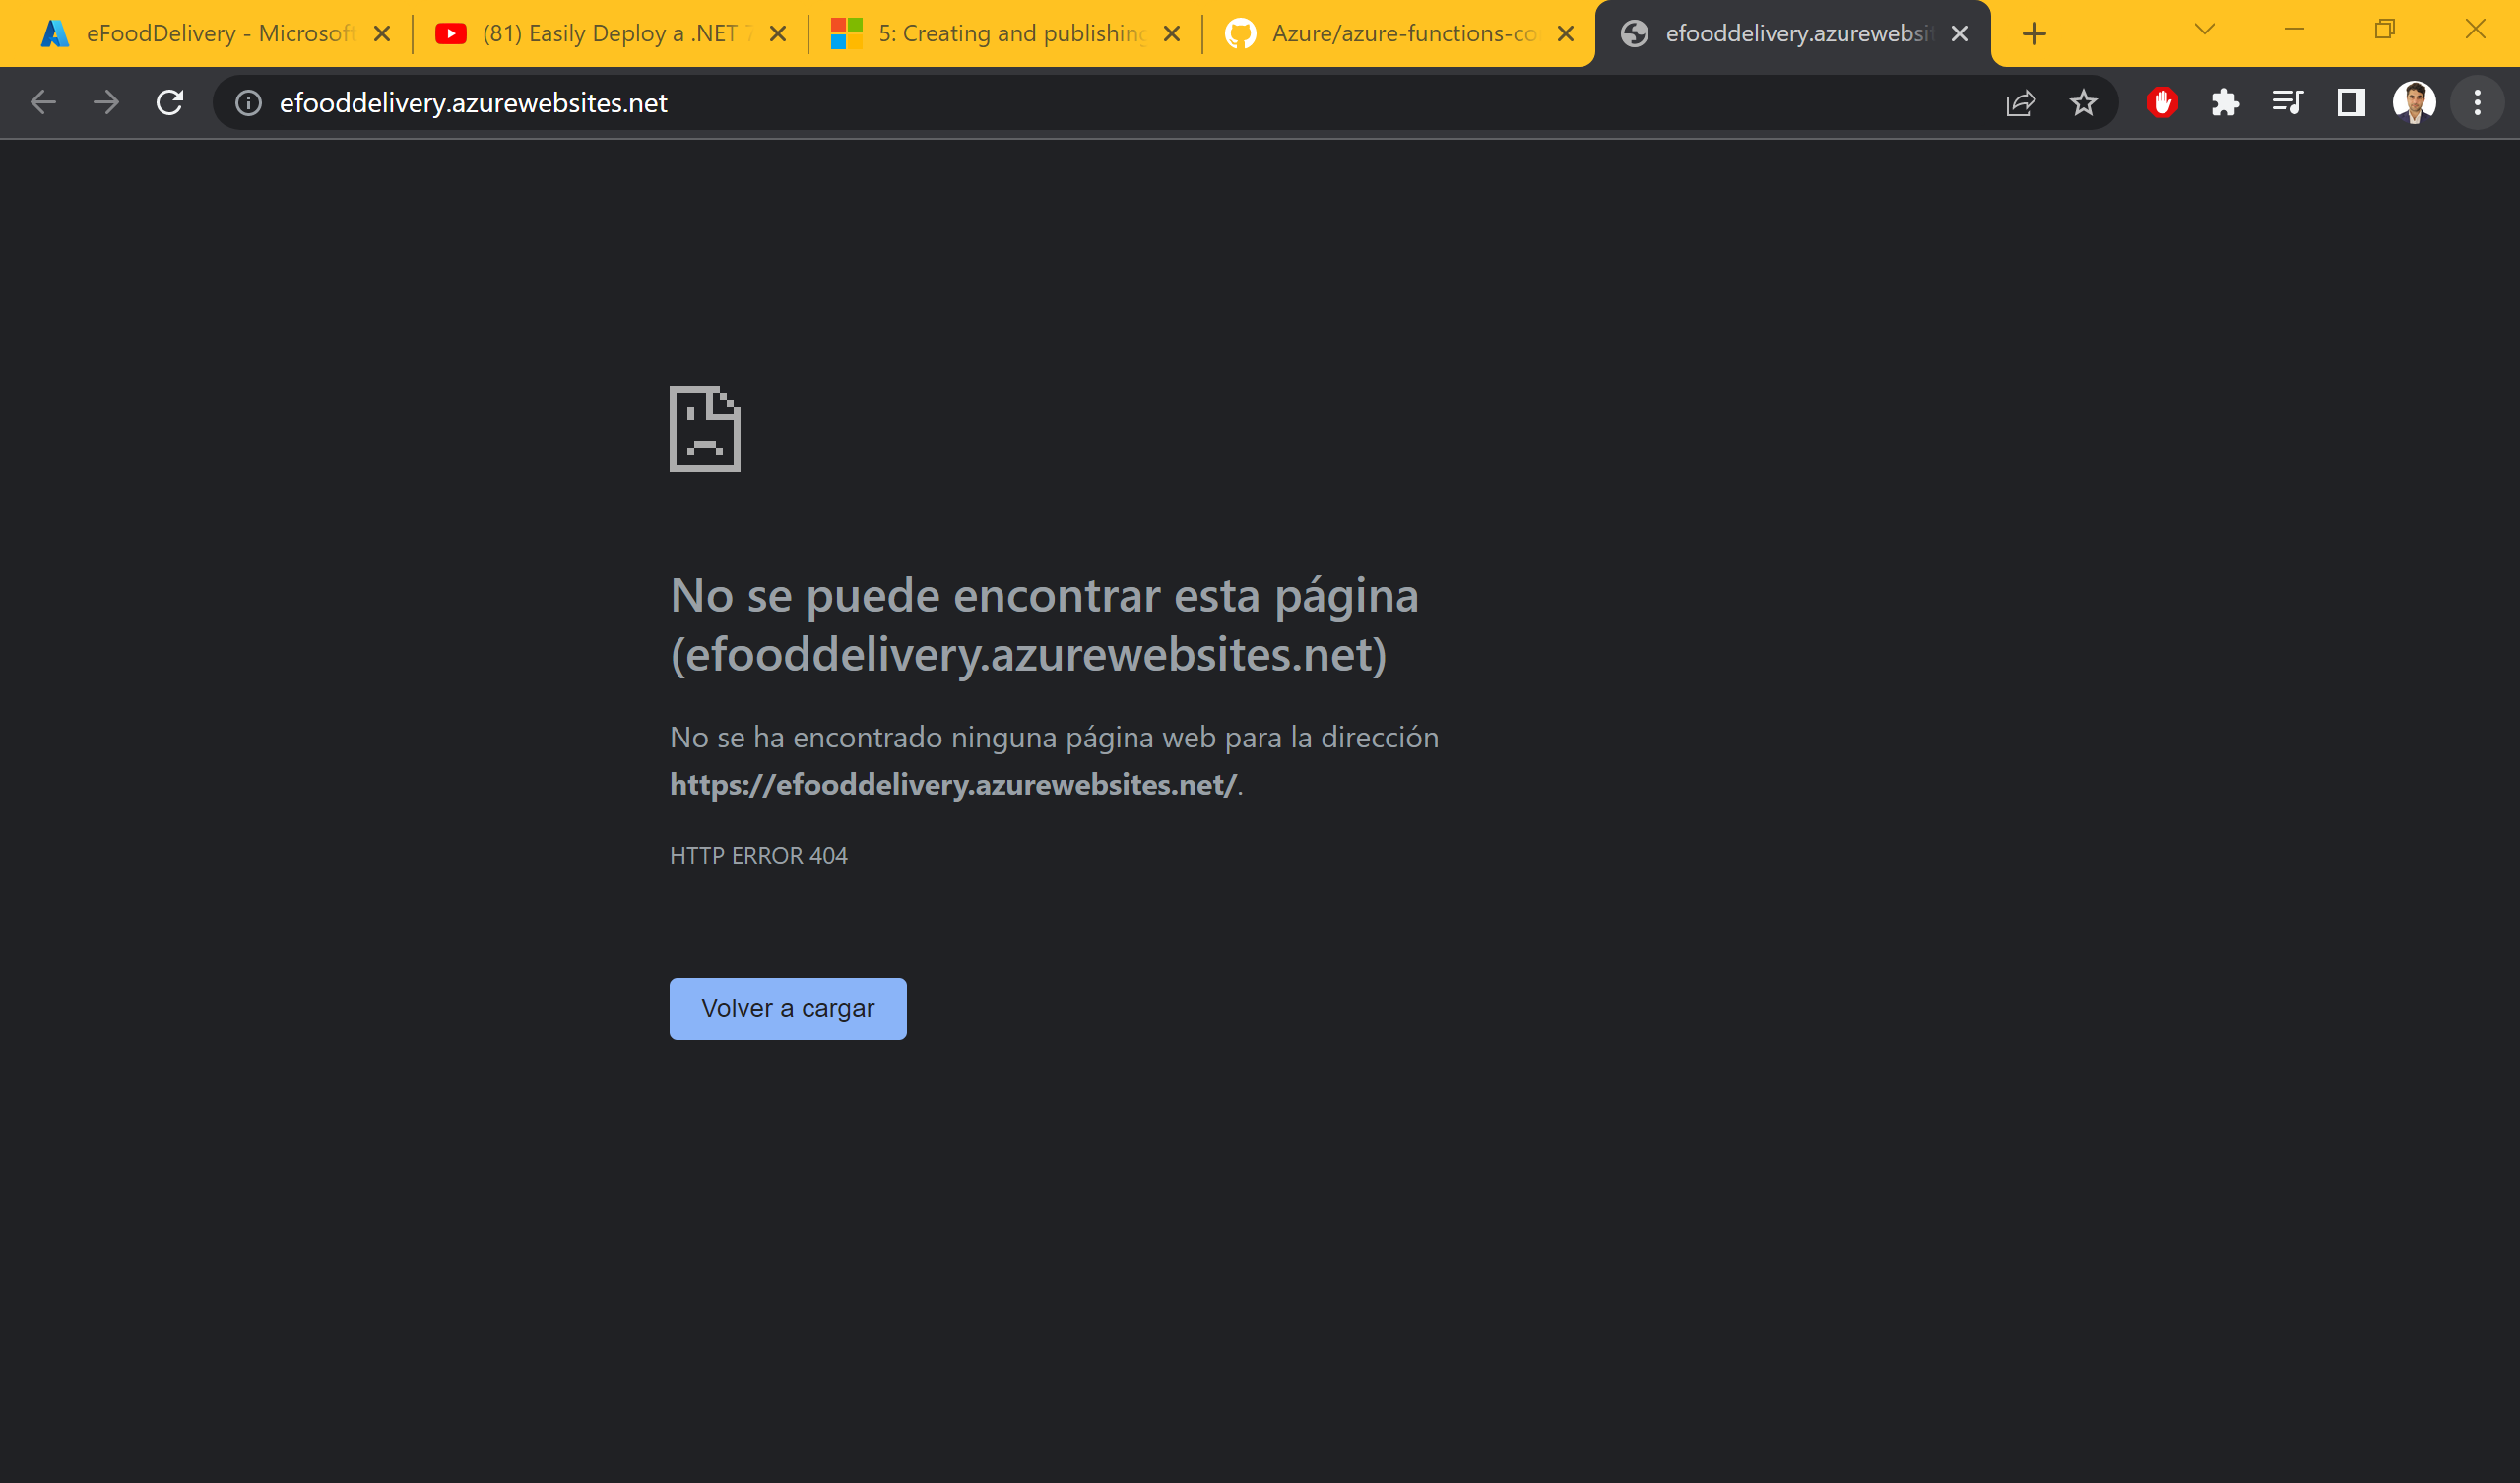 eFoodDelivery - Microsoft
(81) Easily Deploy a .NET 7
5: Creating and publishing
Azure/azure-functions-co
efooddelivery.azurewebsit
efooddelivery.azurewebsites.net
No se puede encontrar esta página
(efooddelivery.azurewebsites.net)
No se ha encontrado ninguna página web para la dirección
https://efooddelivery.azurewebsites.net/.
HTTP ERROR 404
Volver a cargar